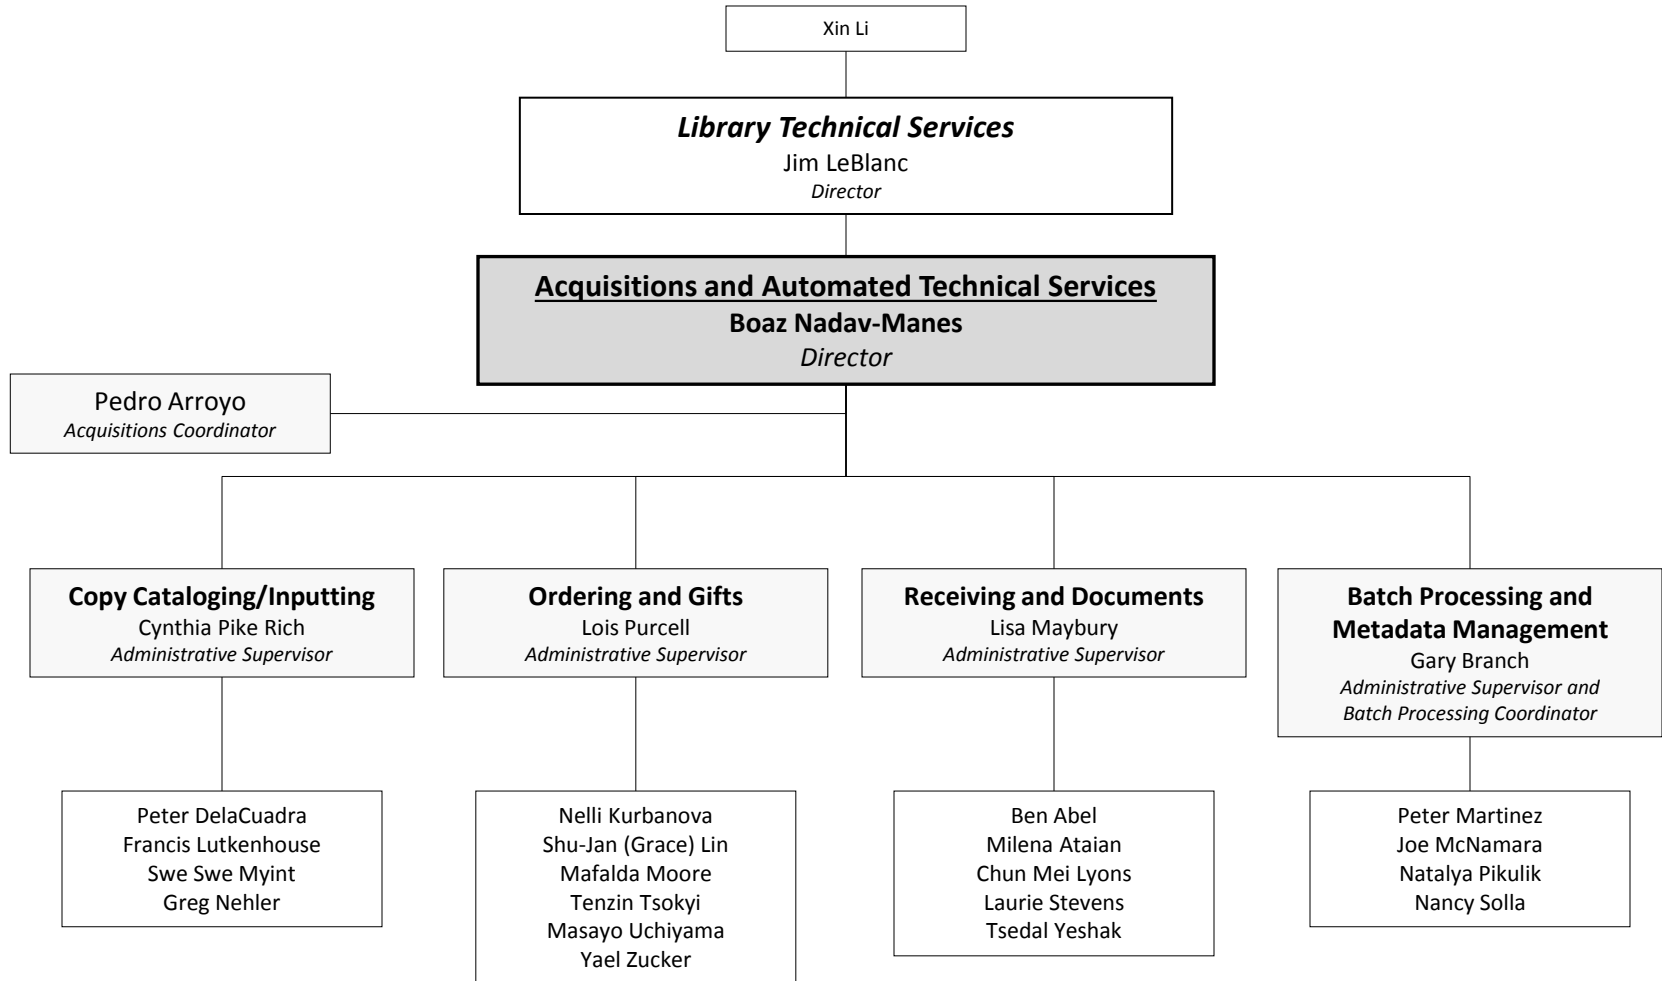 Xin Li
Library Technical Services
Jim LeBlanc
Director
Acquisitions and Automated Technical Services
Boaz Nadav-Manes
Director
Pedro Arroyo
Acquisitions Coordinator
Copy Cataloging/Inputting
Cynthia Pike Rich
Administrative Supervisor
Ordering and Gifts
Lois Purcell
Administrative Supervisor
Receiving and Documents
Lisa Maybury
Administrative Supervisor
Batch Processing and
Metadata Management
Gary Branch
Administrative Supervisor and
Batch Processing Coordinator
Peter DelaCuadra
Francis Lutkenhouse
Swe Swe Myint
Greg Nehler
Nelli Kurbanova
Shu-Jan (Grace) Lin
Mafalda Moore
Tenzin Tsokyi
Masayo Uchiyama
Yael Zucker
Ben Abel
Milena Ataian
Chun Mei Lyons
Laurie Stevens
Tsedal Yeshak
Peter Martinez
Joe McNamara
Natalya Pikulik
Nancy Solla